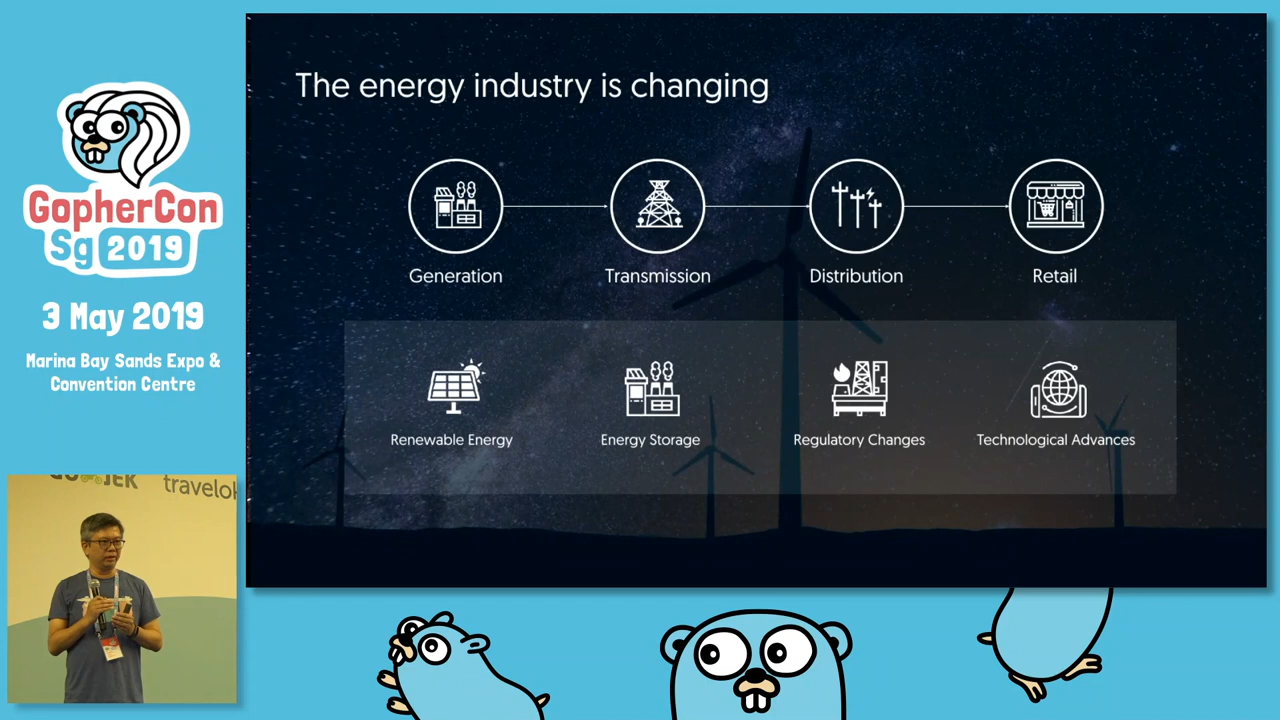 GopherCon
Sg 2019
3 May 2019
Marina Bay Sands Expo &
Convention Centre
The energy industry is changing
Generation
Transmission
Distribution
Retail
Renewable Energy
Energy Storage
Regulatory Changes
Technological Advances